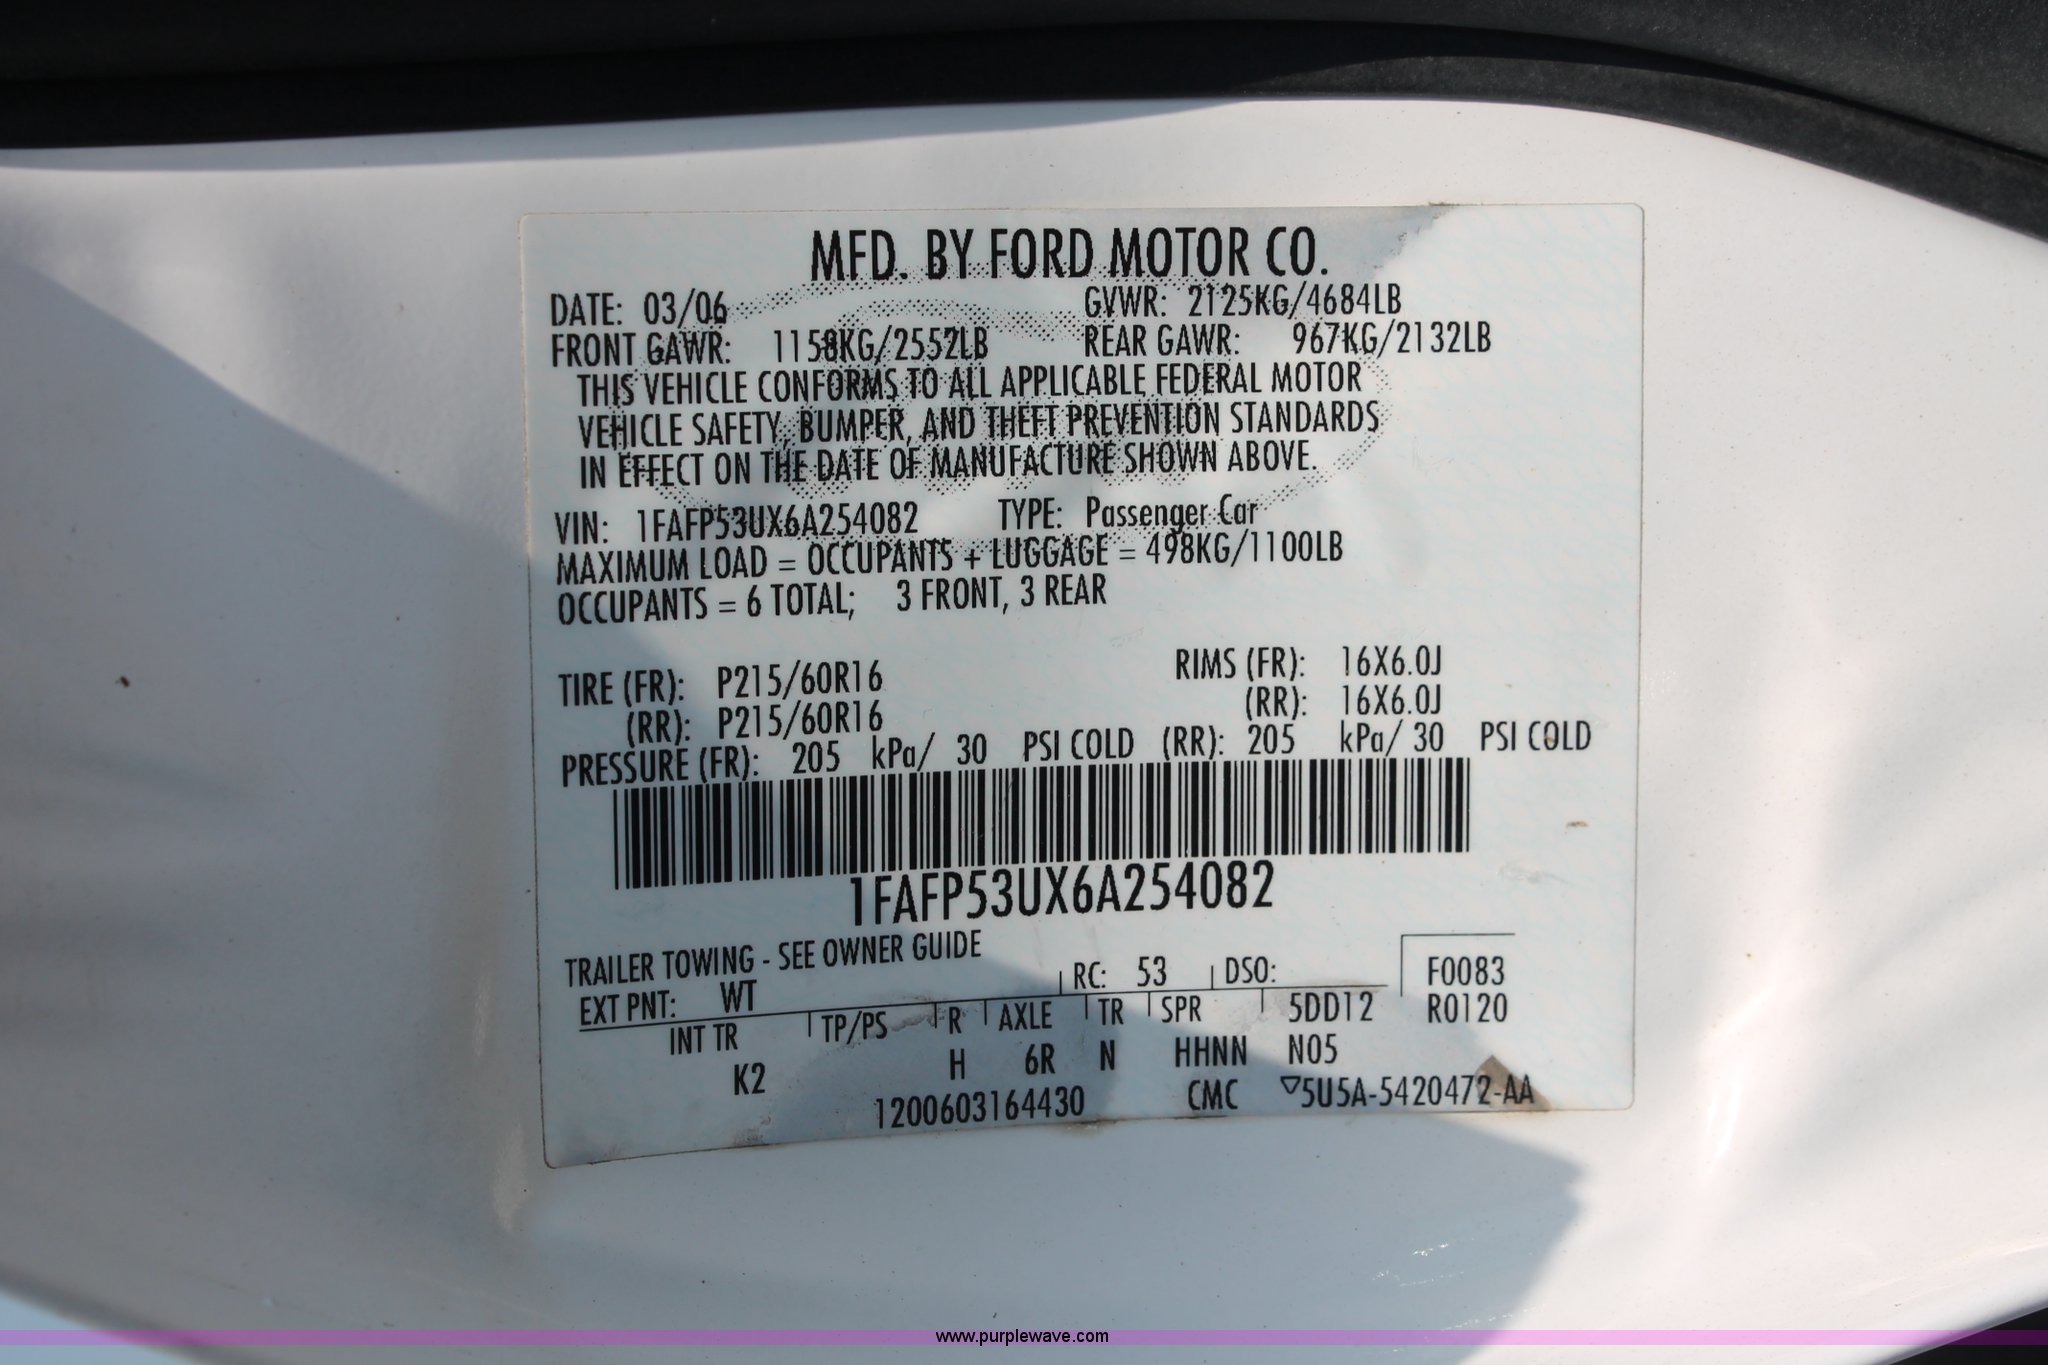 MFD. BY FORD MOTOR CO.
DATE: 03/06 GVWR: 2125KG/4684LB
FRONT GAWR: 1158KG/2552LB REAR GAWR: 967KG/2132LB
THIS VEHICLE CONFORMS TO ALL APPLICABLE FEDERAL MOTOR
VEHICLE SAFETY, BUMPER, AND THEFT PREVENTION STANDARDS
IN EFFECT ON THE DATE OF MANUFACTURE SHOWN ABOVE.
VIN: 1FAFP53UX6A254082 TYPE: Passenger Car
MAXIMUM LOAD = OCCUPANTS + LUGGAGE = 498KG/1100LB
OCCUPANTS = 6 TOTAL; 3 FRONT, 3 REAR
TIRE (FR): P215/60R16 RIMS (FR): 16X6.0J
(RR): P215/60R16 (RR): 16X6.0J
PRESSURE (FR): 205 kPa/ 30 PSI COLD (RR): 205 kPa/ 30 PSI COLD
1FAFP53UX6A254082
TRAILER TOWING - SEE OWNER GUIDE
EXT PNT: WT RC: 53 DSO: F0083
INT TR TP/PS R AXLE TR SPR 5DD12 R0120
K2 H 6R N HHNN N05
1200603164430 CMC ▽5U5A-5420472-AA
www.purplewave.com